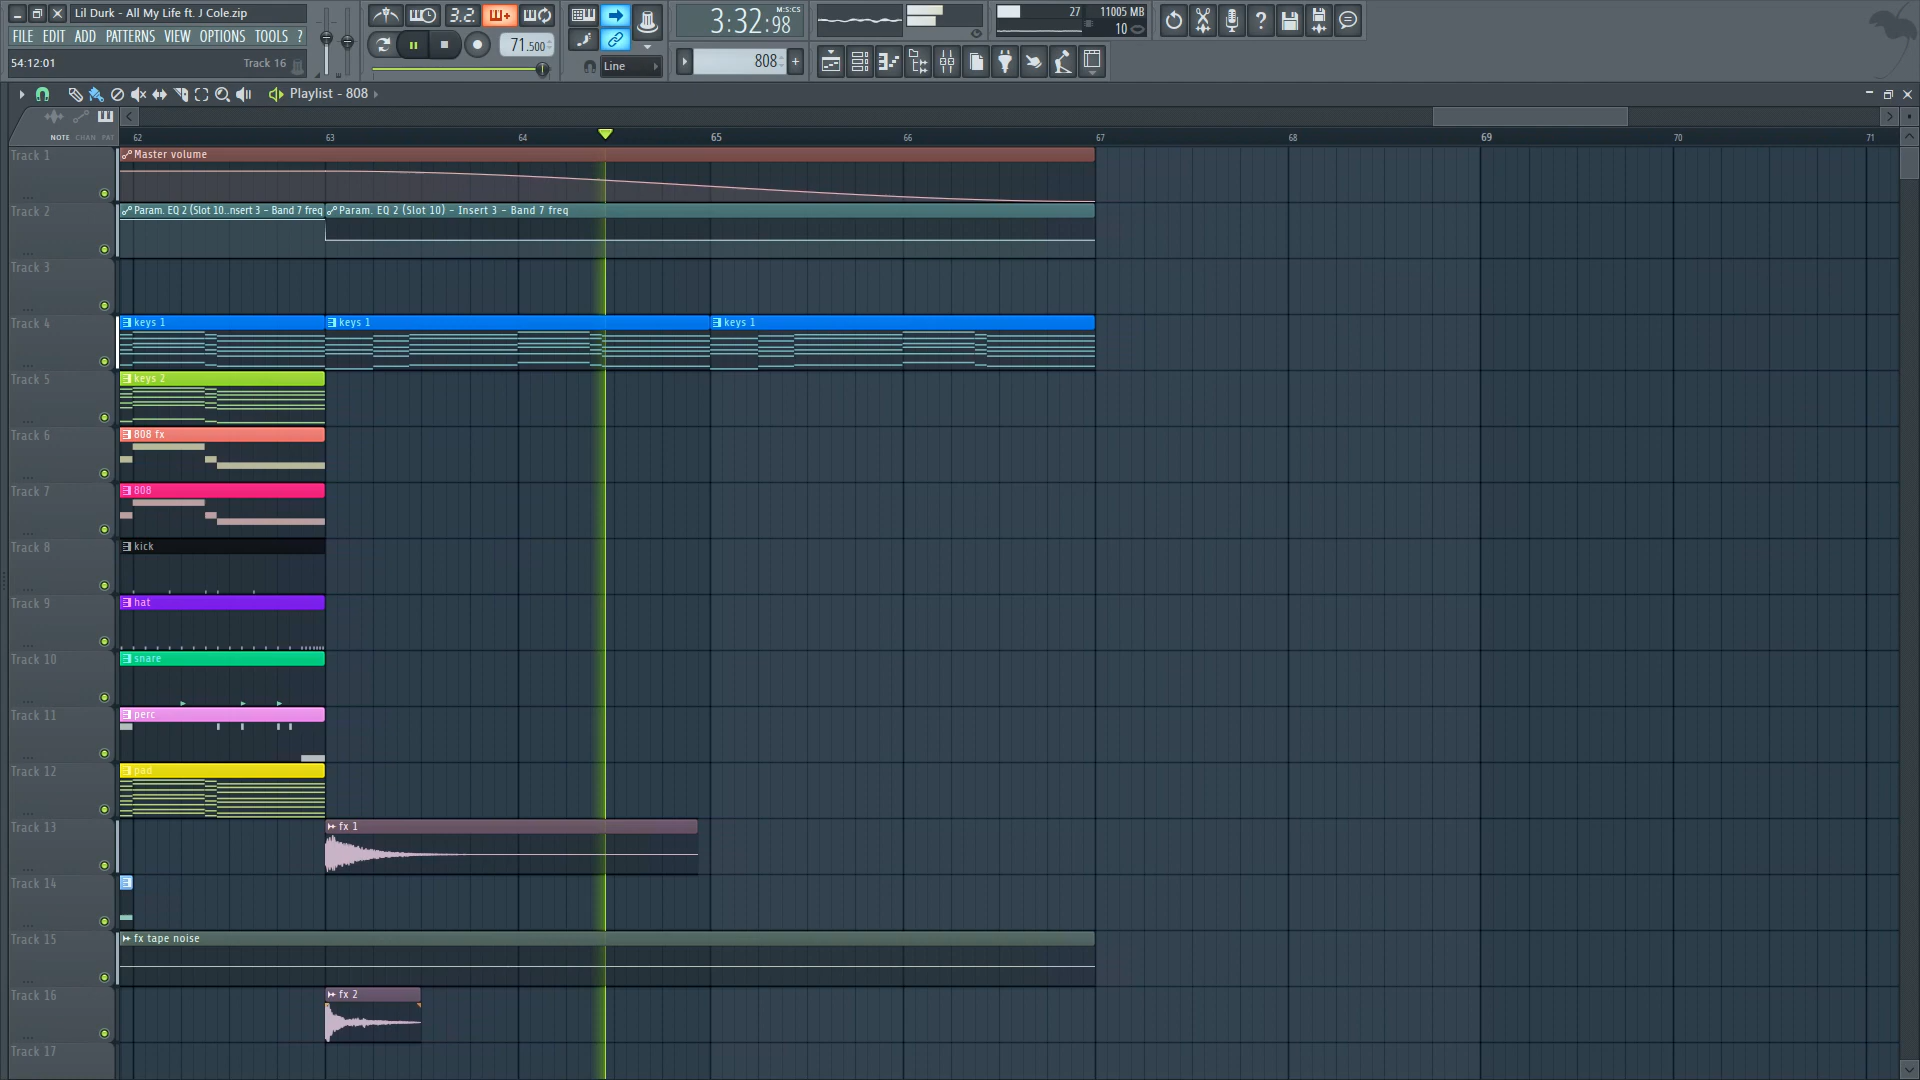 Lil Durk - All My Life ft. J Cole.zip
FILE EDIT ADD PATTERNS VIEW OPTIONS TOOLS ?
54:12:01
Track 16
3.2.
71.500
Line
3:32:98
M:S:CS
808
27
11005 MB
10
Playlist - 808
NOTE CHAN PAT
62 63 64 65 66 67 68 69 70 71
Track 1
Master volume
Track 2
Param. EQ 2 (Slot 10..nsert 3 - Band 7 freq
Param. EQ 2 (Slot 10) - Insert 3 - Band 7 freq
Track 3
Track 4
keys 1
keys 1
keys 1
Track 5
keys 2
Track 6
808 fx
Track 7
808
Track 8
kick
Track 9
hat
Track 10
snare
Track 11
perc
Track 12
pad
Track 13
fx 1
Track 14
Track 15
fx tape noise
Track 16
fx 2
Track 17